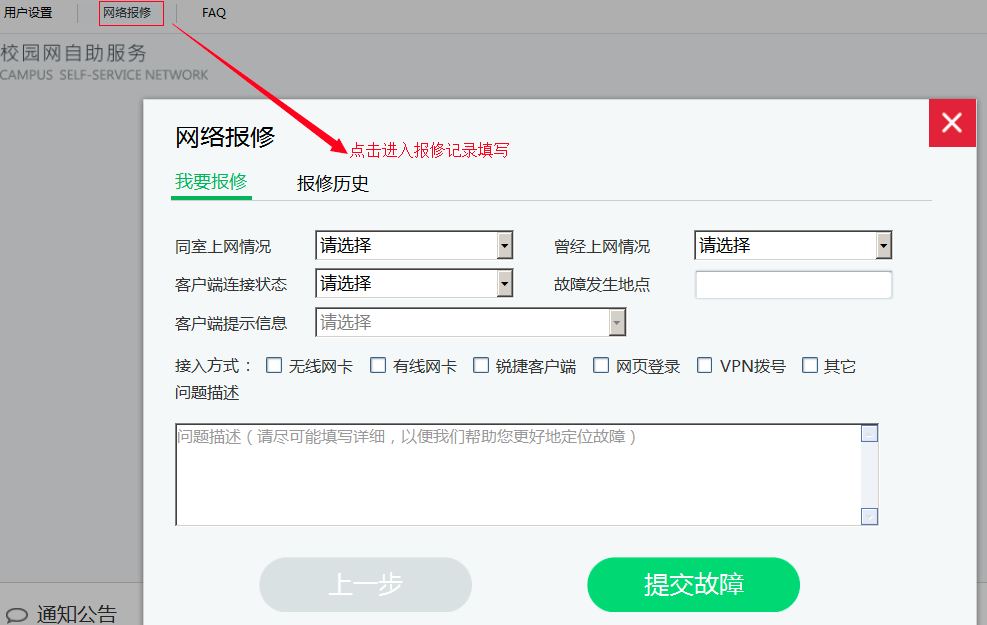 用户设置 网络报修 FAQ
校园网自助服务
CAMPUS SELF-SERVICE NETWORK
网络报修
点击进入报修记录填写
我要报修 报修历史
同室上网情况 请选择 曾经上网情况 请选择
客户端连接状态 请选择 故障发生地点
客户端提示信息 请选择
接入方式： 无线网卡 有线网卡 锐捷客户端 网页登录 VPN拨号 其它
问题描述
问题描述（请尽可能填写详细，以便我们帮助您更好地定位故障）
上一步 提交故障
通知公告